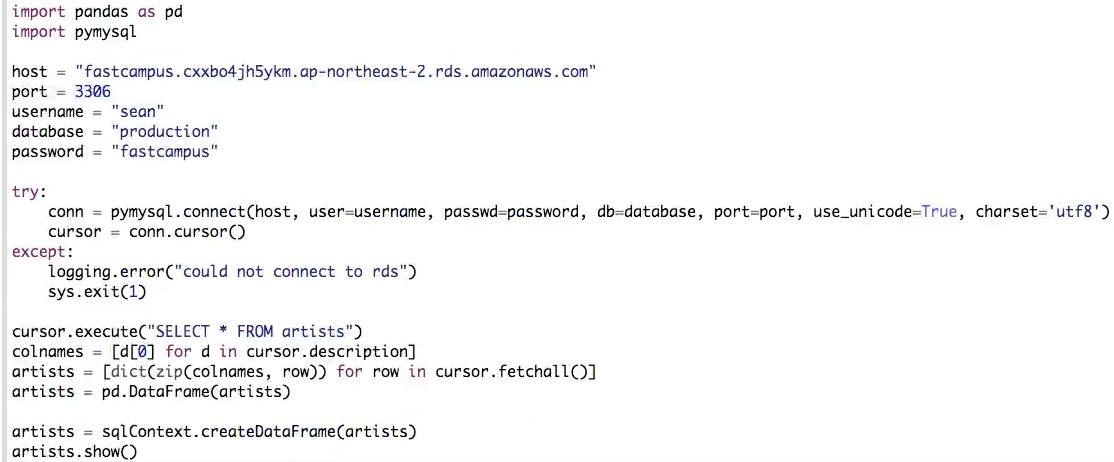 import pandas as pd
import pymysql

host = "fastcampus.cxxbo4jh5ykm.ap-northeast-2.rds.amazonaws.com"
port = 3306
username = "sean"
database = "production"
password = "fastcampus"

try:
    conn = pymysql.connect(host, user=username, passwd=password, db=database, port=port, use_unicode=True, charset='utf8')
    cursor = conn.cursor()
except:
    logging.error("could not connect to rds")
    sys.exit(1)

cursor.execute("SELECT * FROM artists")
colnames = [d[0] for d in cursor.description]
artists = [dict(zip(colnames, row)) for row in cursor.fetchall()]
artists = pd.DataFrame(artists)

artists = sqlContext.createDataFrame(artists)
artists.show()